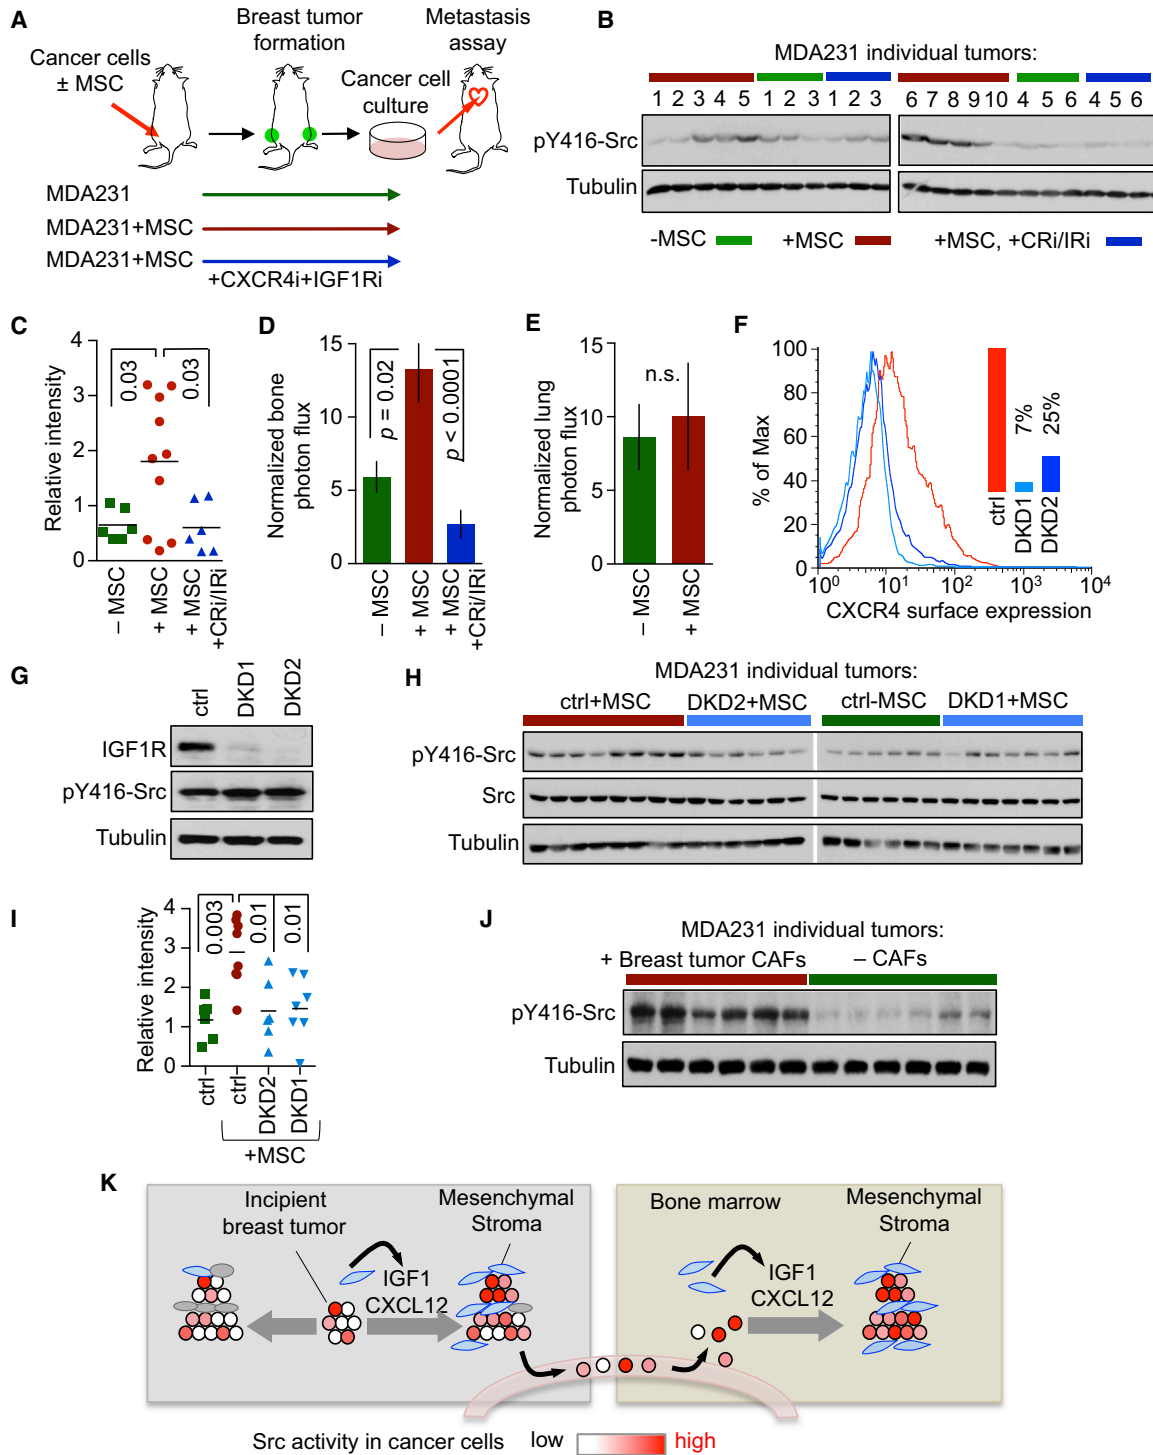 A
Cancer cells
± MSC
Breast tumor
formation
Cancer cell
culture
Metastasis
assay
MDA231
MDA231+MSC
MDA231+MSC
+CXCR4i+IGF1Ri
B
MDA231 individual tumors:
1 2 3 4 5 1 2 3 1 2 3 6 7 8 9 10 4 5 6 4 5 6
pY416-Src
Tubulin
-MSC +MSC +MSC, +CRi/IRi
C
Relative intensity
4
3
2
1
0
0.03
0.03
– MSC
+ MSC
+ MSC
+CRi/IRi
D
Normalized bone
photon flux
15
10
5
0
p = 0.02
p < 0.0001
– MSC
+ MSC
+ MSC
+CRi/IRi
E
Normalized lung
photon flux
15
10
5
0
n.s.
– MSC
+ MSC
F
% of Max
100
80
60
40
20
0
10⁰ 10¹ 10² 10³ 10⁴
CXCR4 surface expression
7%
25%
ctrl
DKD1
DKD2
G
ctrl
DKD1
DKD2
IGF1R
pY416-Src
Tubulin
H
MDA231 individual tumors:
ctrl+MSC DKD2+MSC ctrl-MSC DKD1+MSC
pY416-Src
Src
Tubulin
I
Relative intensity
4
3
2
1
0
0.003
0.01
0.01
ctrl
ctrl
DKD2
DKD1
+MSC
J
MDA231 individual tumors:
+ Breast tumor CAFs – CAFs
pY416-Src
Tubulin
K
Incipient
breast tumor
Mesenchymal
Stroma
IGF1
CXCL12
Bone marrow
Mesenchymal
Stroma
IGF1
CXCL12
Src activity in cancer cells low high